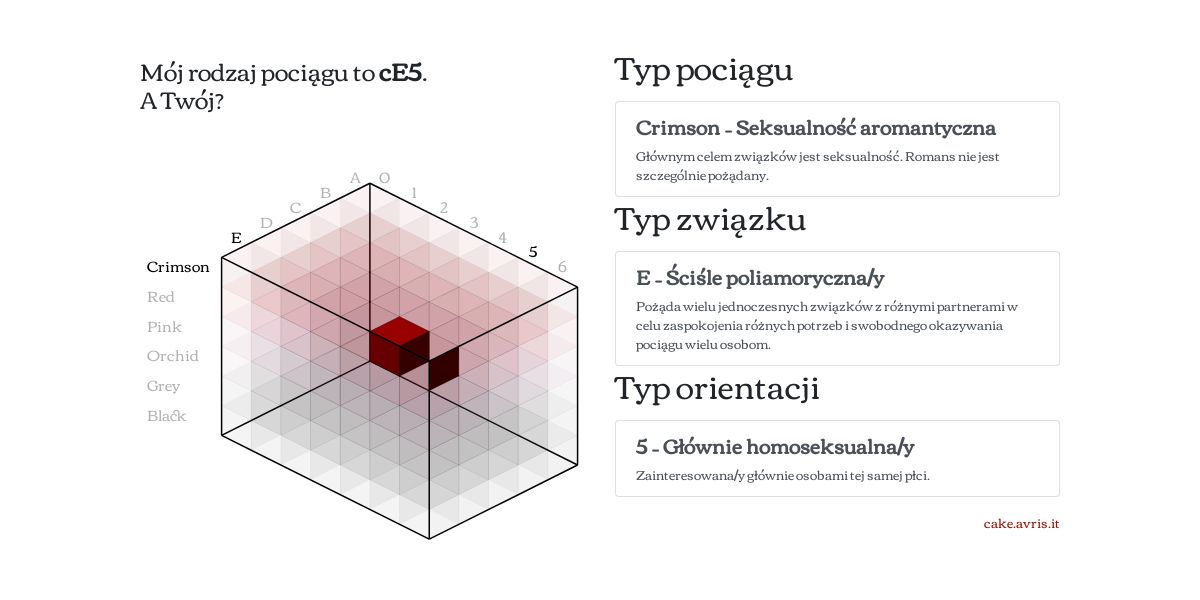 Mój rodzaj pociągu to cE5.
A Twój?
A 0
B 1
C 2
D 3
E 4
5
6
Crimson
Red
Pink
Orchid
Grey
Black
Typ pociągu
Crimson - Seksualność aromantyczna
Głównym celem związków jest seksualność. Romans nie jest
szczególnie pożądany.
Typ związku
E - Ściśle poliamoryczna/y
Pożąda wielu jednoczesnych związków z różnymi partnerami w
celu zaspokojenia różnych potrzeb i swobodnego okazywania
pociągu wielu osobom.
Typ orientacji
5 - Głównie homoseksualna/y
Zainteresowana/y głównie osobami tej samej płci.
cake.avris.it